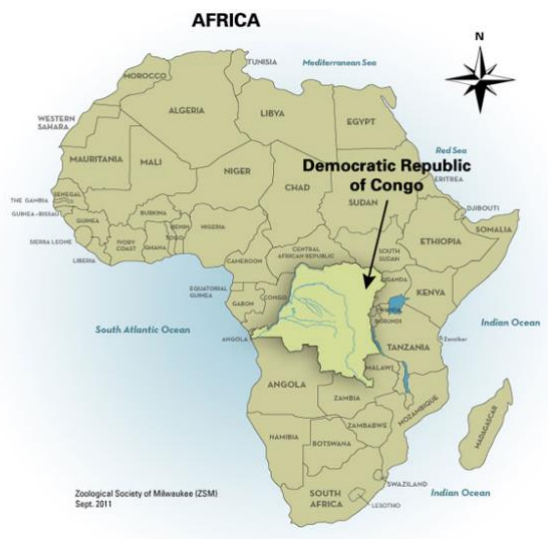 AFRICA
N
TUNISIA
Mediterranean Sea
MOROCCO
ALGERIA
LIBYA
EGYPT
WESTERN
SAHARA
Red Sea
MAURITANIA
MALI
NIGER
CHAD
Democratic Republic
of Congo
ERITREA
SUDAN
SENEGAL
THE GAMBIA
GUINEA-BISSAU
GUINEA
BURKINA
BENIN
TOGO
NIGERIA
DJIBOUTI
SOMALIA
SIERRA LEONE
IVORY
COAST
GHANA
LIBERIA
CAMEROON
CENTRAL
AFRICAN REPUBLIC
SOUTH
SUDAN
ETHIOPIA
EQUATORIAL
GUINEA
GABON
CONGO
UGANDA
KENYA
BURUNDI
South Atlantic Ocean
Indian Ocean
ANGOLA
TANZANIA
Zanzibar
MALAWI
ANGOLA
ZAMBIA
MOZAMBIQUE
ZIMBABWE
MADAGASCAR
NAMIBIA
BOTSWANA
SWAZILAND
SOUTH
AFRICA
LESOTHO
Indian Ocean
Zoological Society of Milwaukee (ZSM)
Sept. 2011